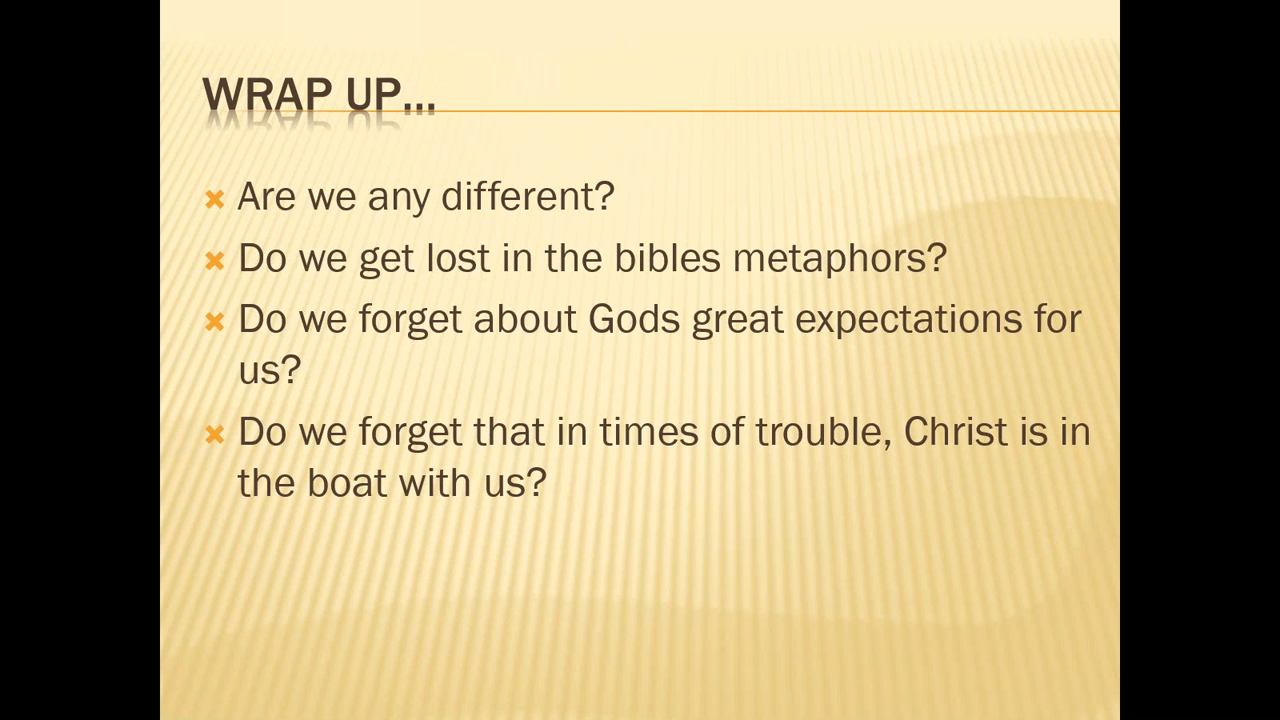 WRAP UP...
Are we any different?
Do we get lost in the bibles metaphors?
Do we forget about Gods great expectations for
us?
Do we forget that in times of trouble, Christ is in
the boat with us?